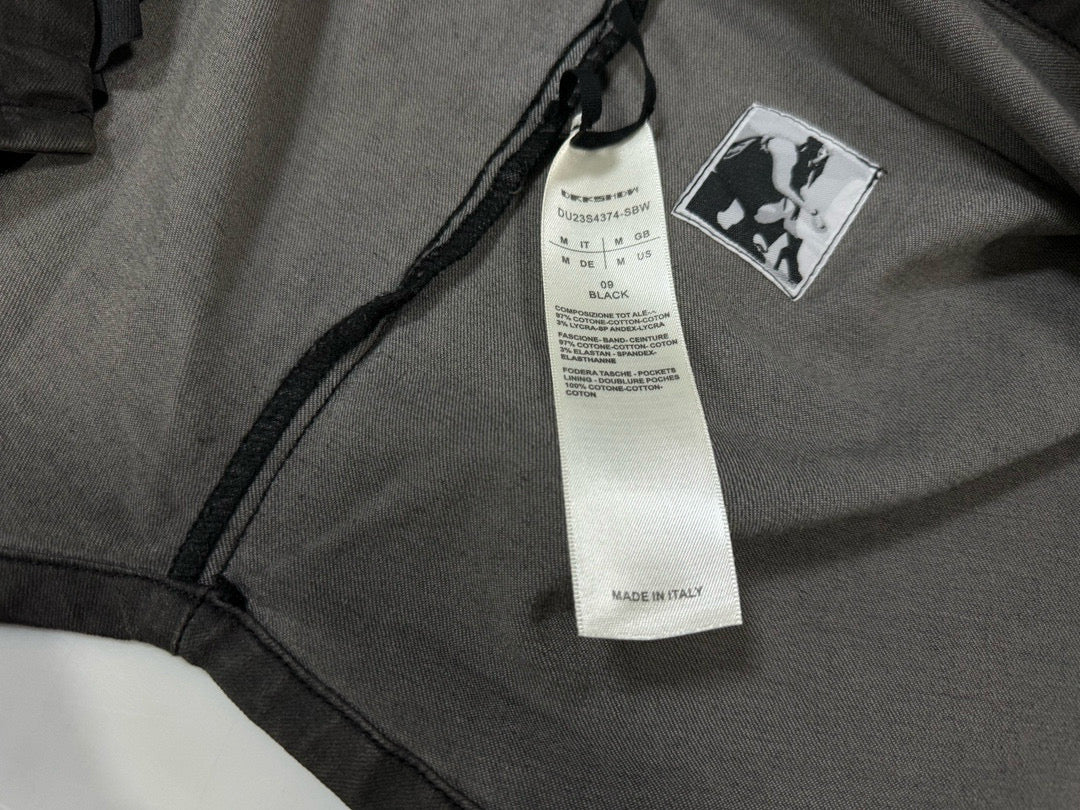 DRKSHDW
DU23S4374-SBW
M IT | M GB
M DE | M US
09
BLACK
COMPOSIZIONE TOT ALE--
97% COTONE-COTTON-COTON
3% LYCRA-SP ANDEX-LYCRA
FASCIONE- BAND- CEINTURE
97% COTONE-COTTON- COTON
3% ELASTAN - SPANDEX-
ELASTHANNE
FODERA TASCHE - POCKETS
LINING - DOUBLURE POCHES
100% COTONE-COTTON-
COTON
MADE IN ITALY